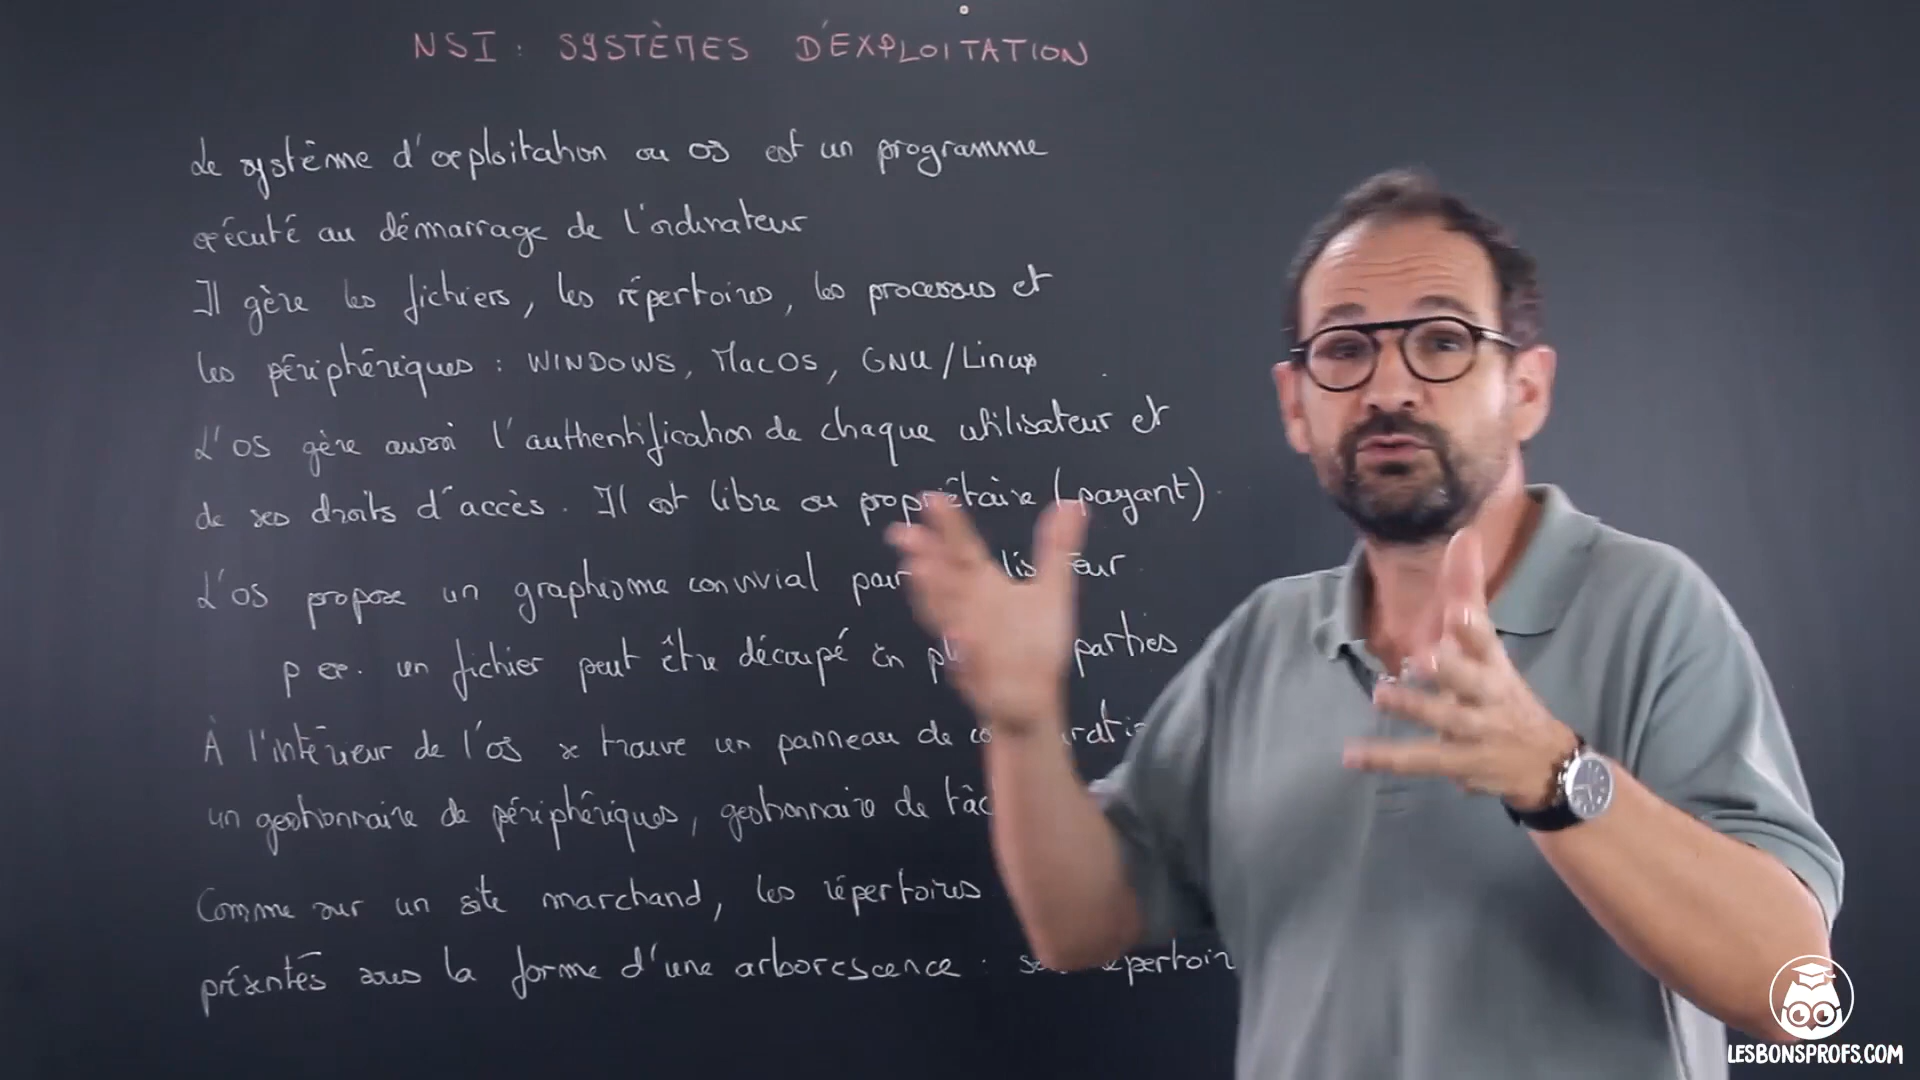 NSI : SYSTÈMES D'EXPLOITATION
Le système d'exploitation ou OS est un programme
exécuté au démarrage de l'ordinateur
Il gère les fichiers, les répertoires, les processus et
les périphériques : WINDOWS, MacOS, GNU/Linux
L'OS gère aussi l'authentification de chaque utilisateur et
de ses droits d'accès. Il est libre ou propriétaire (payant)
L'OS propose un graphisme convivial pour
p ex. un fichier peut être découpé en parties
À l'intérieur de l'OS se trouve un panneau de
un gestionnaire de périphériques, gestionnaire de
Comme sur un site marchand, les répertoires
présentés sous la forme d'une arborescence :
LESBONSPROFS.COM